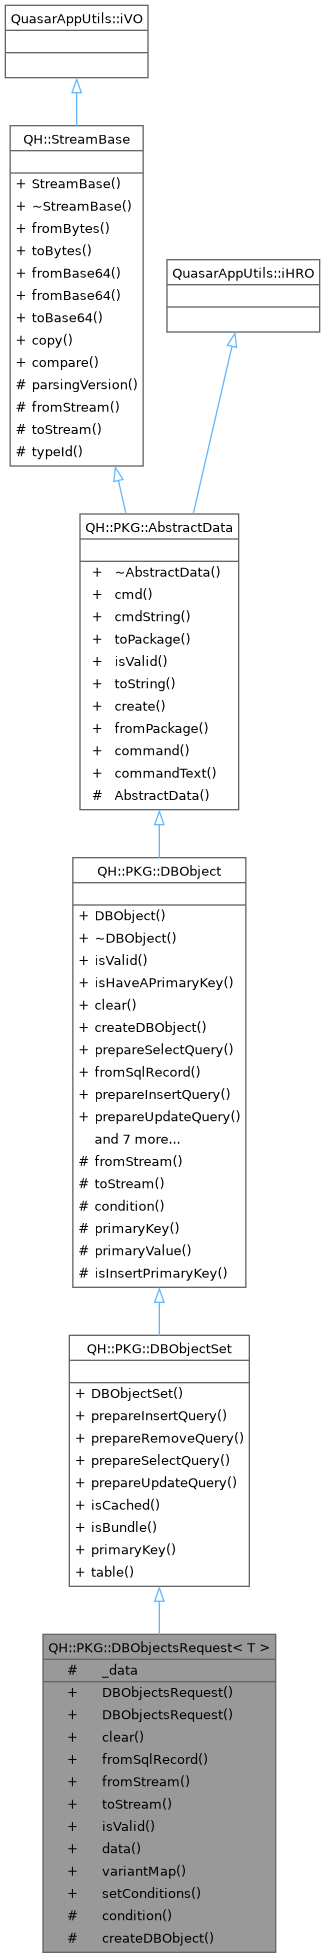 QuasarAppUtils::iVO
QH::StreamBase
+ StreamBase()
+ ~StreamBase()
+ fromBytes()
+ toBytes()
+ fromBase64()
+ fromBase64()
+ toBase64()
+ copy()
+ compare()
# parsingVersion()
# fromStream()
# toStream()
# typeId()
QuasarAppUtils::iHRO
QH::PKG::AbstractData
+ ~AbstractData()
+ cmd()
+ cmdString()
+ toPackage()
+ isValid()
+ toString()
+ create()
+ fromPackage()
+ command()
+ commandText()
# AbstractData()
QH::PKG::DBObject
+ DBObject()
+ ~DBObject()
+ isValid()
+ isHaveAPrimaryKey()
+ clear()
+ createDBObject()
+ prepareSelectQuery()
+ fromSqlRecord()
+ prepareInsertQuery()
+ prepareUpdateQuery()
and 7 more...
# fromStream()
# toStream()
# condition()
# primaryKey()
# primaryValue()
# isInsertPrimaryKey()
QH::PKG::DBObjectSet
+ DBObjectSet()
+ prepareInsertQuery()
+ prepareRemoveQuery()
+ prepareSelectQuery()
+ prepareUpdateQuery()
+ isCached()
+ isBundle()
+ primaryKey()
+ table()
QH::PKG::DBObjectsRequest< T >
# _data
+ DBObjectsRequest()
+ DBObjectsRequest()
+ clear()
+ fromSqlRecord()
+ fromStream()
+ toStream()
+ isValid()
+ data()
+ variantMap()
+ setConditions()
# condition()
# createDBObject()